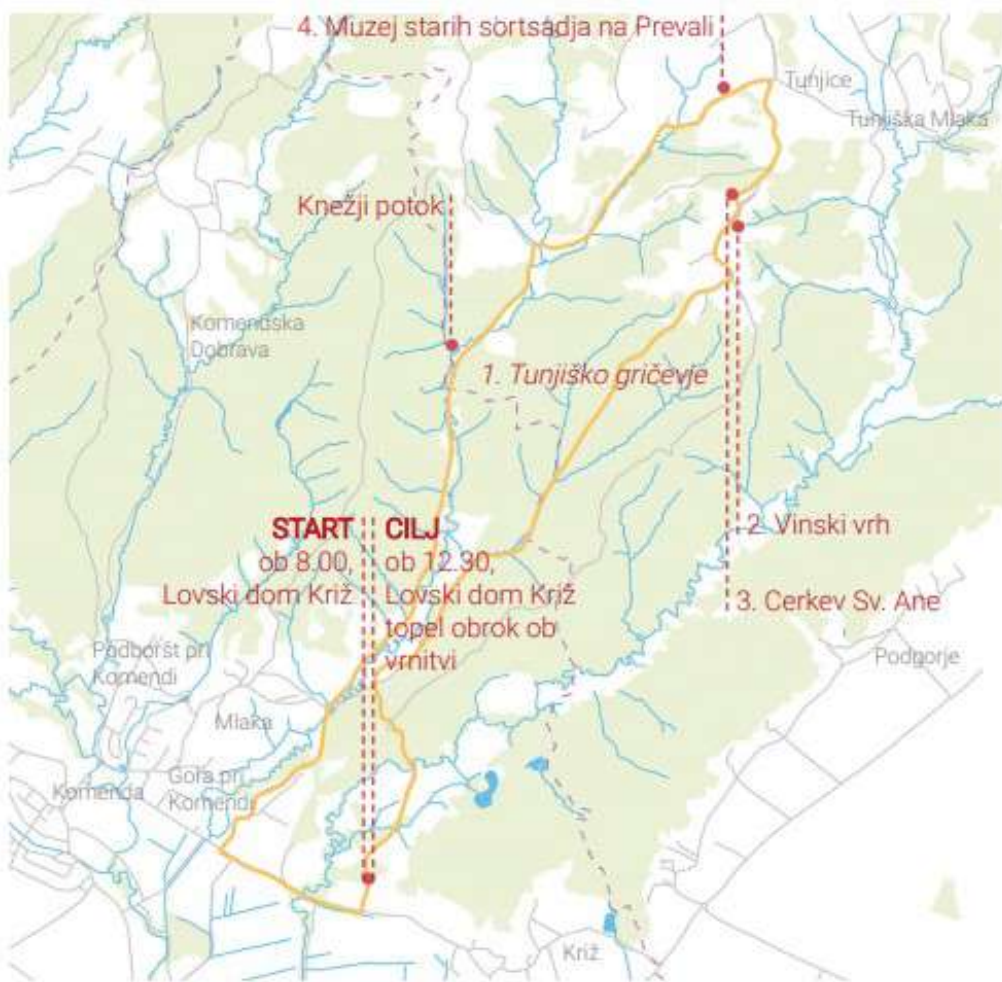 4. Muzej starih sortsadja na Prevali
Tunjice
Tunjiška Mlaka
Knežji potok
Komendska
Dobrava
1. Tunjiško gričevje
START
ob 8.00,
Lovski dom Križ
CILJ
ob 12.30,
Lovski dom Križ
topel obrok ob
vrnitvi
2. Vinski vrh
3. Cerkev Sv. Ane
Podgorje
Podboršt pri
Komendi
Mlaka
Gora pri
Komendi
Komenda
Križ